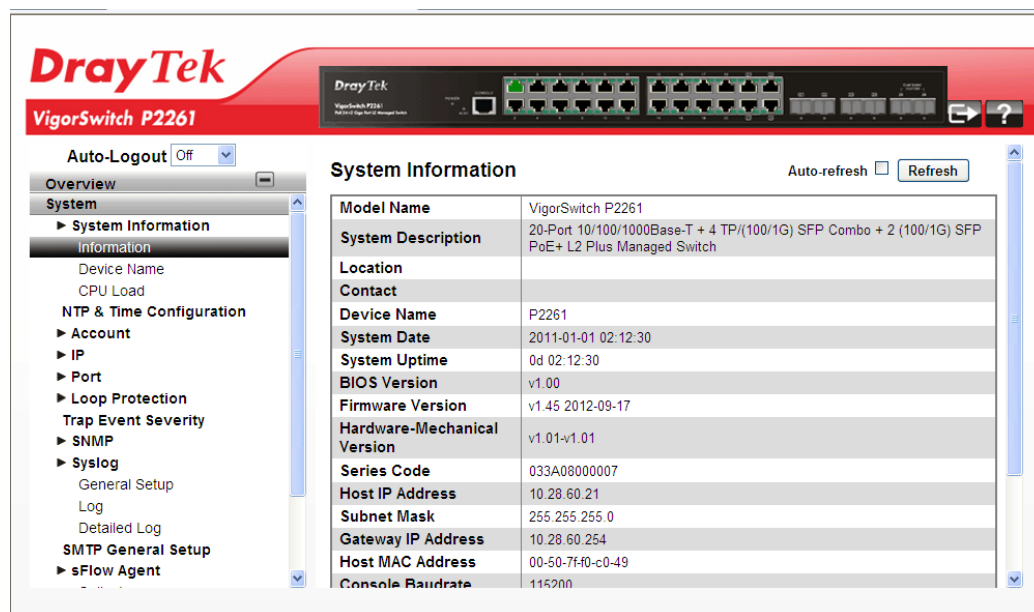 DrayTek
VigorSwitch P2261
DrayTek
VigorSwitch P2261
CONSOLE
POWER
Auto-Logout Off
Overview
System
System Information
Information
Device Name
CPU Load
NTP & Time Configuration
Account
IP
Port
Loop Protection
Trap Event Severity
SNMP
Syslog
General Setup
Log
Detailed Log
SMTP General Setup
sFlow Agent
System Information
Auto-refresh Refresh
Model Name VigorSwitch P2261
System Description 20-Port 10/100/1000Base-T + 4 TP/(100/1G) SFP Combo + 2 (100/1G) SFP
PoE+ L2 Plus Managed Switch
Location
Contact
Device Name P2261
System Date 2011-01-01 02:12:30
System Uptime 0d 02:12:30
BIOS Version v1.00
Firmware Version v1.45 2012-09-17
Hardware-Mechanical
Version v1.01-v1.01
Series Code 033A08000007
Host IP Address 10.28.60.21
Subnet Mask 255.255.255.0
Gateway IP Address 10.28.60.254
Host MAC Address 00-50-7f-f0-c0-49
Console Baudrate 115200